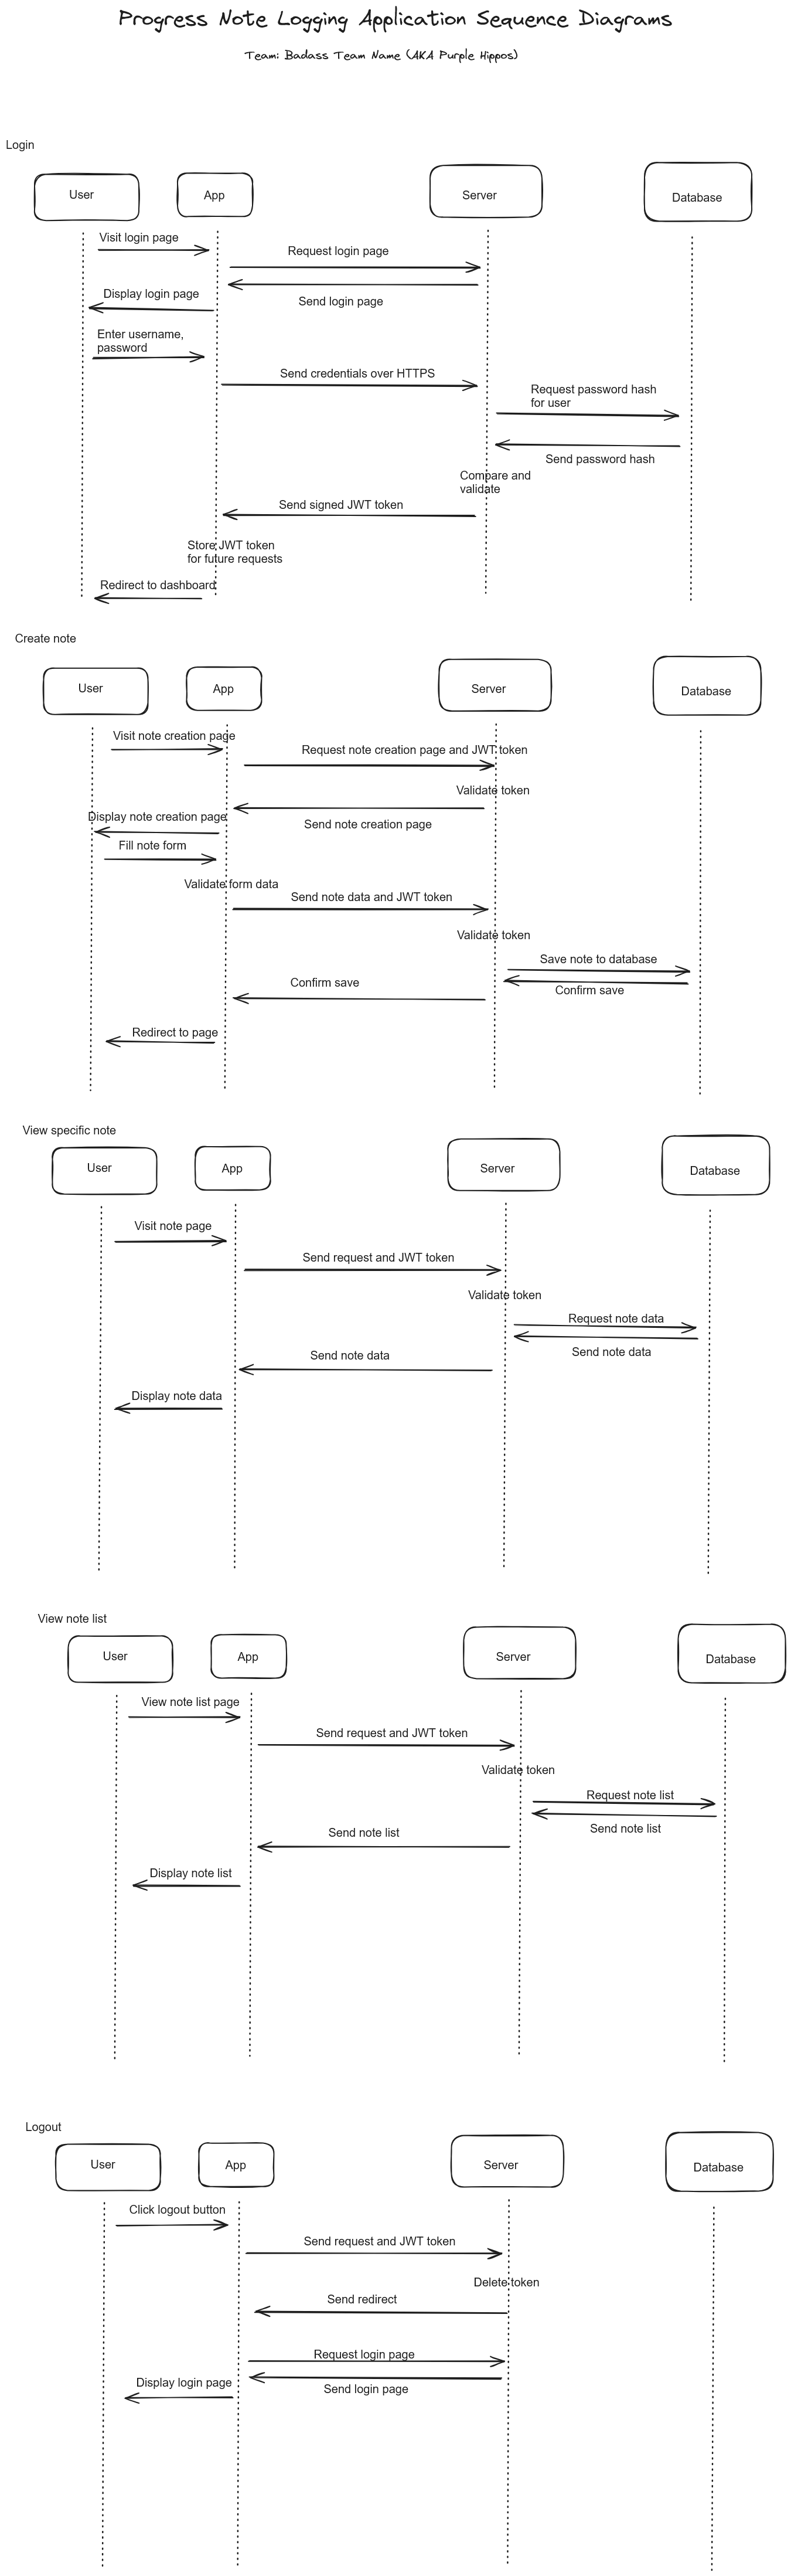 Progress Note Logging Application Sequence Diagrams
Team: Badass Team Name (AKA Purple Hippos)
Login
User
App
Server
Database
Visit login page
Request login page
Display login page
Send login page
Enter username,
password
Send credentials over HTTPS
Request password hash
for user
Send password hash
Compare and
validate
Send signed JWT token
Store JWT token
for future requests
Redirect to dashboard
Create note
User
App
Server
Database
Visit note creation page
Request note creation page and JWT token
Validate token
Display note creation page
Send note creation page
Fill note form
Validate form data
Send note data and JWT token
Validate token
Save note to database
Confirm save
Confirm save
Redirect to page
View specific note
User
App
Server
Database
Visit note page
Send request and JWT token
Validate token
Request note data
Send note data
Send note data
Display note data
View note list
User
App
Server
Database
View note list page
Send request and JWT token
Validate token
Request note list
Send note list
Send note list
Display note list
Logout
User
App
Server
Database
Click logout button
Send request and JWT token
Delete token
Send redirect
Request login page
Display login page
Send login page